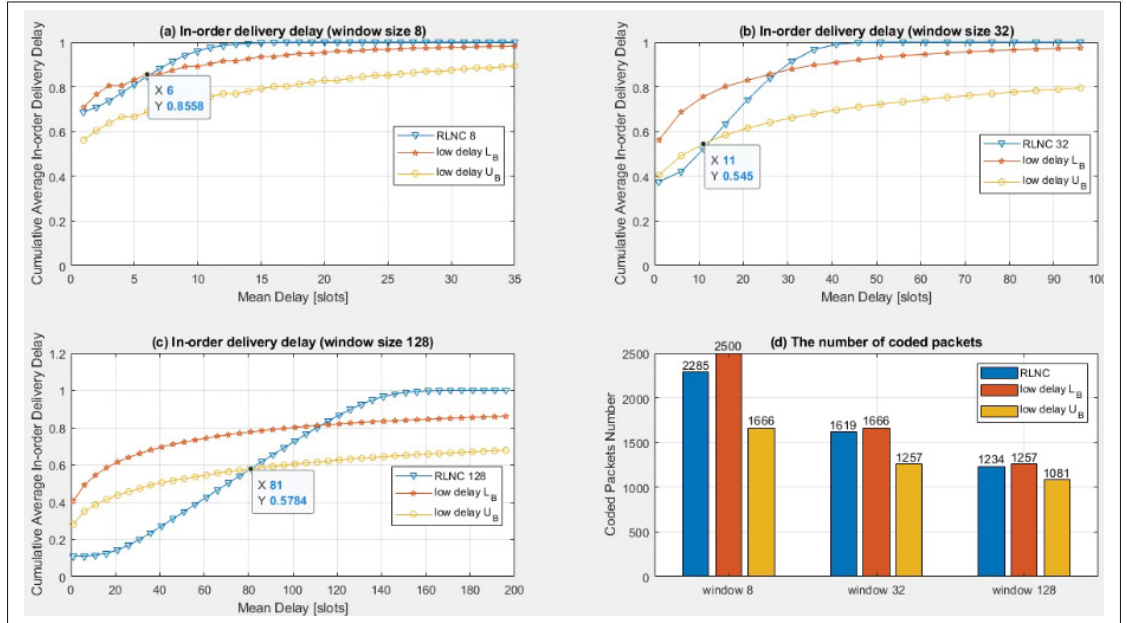 (a) In-order delivery delay (window size 8)
Cumulative Average In-order Delivery Delay
1
0.8
0.6
0.4
0.2
0
X 6
Y 0.8558
RLNC 8
low delay L_B
low delay U_B
0 5 10 15 20 25 30 35
Mean Delay [slots]
(b) In-order delivery delay (window size 32)
Cumulative Average In-order Delivery Delay
1
0.8
0.6
0.4
0.2
0
X 11
Y 0.545
RLNC 32
low delay L_B
low delay U_B
0 10 20 30 40 50 60 70 80 90 100
Mean Delay [slots]
(c) In-order delivery delay (window size 128)
Cumulative Average In-order Delivery Delay
1.2
1
0.8
0.6
0.4
0.2
0
X 81
Y 0.5784
RLNC 128
low delay L_B
low delay U_B
0 20 40 60 80 100 120 140 160 180 200
Mean Delay [slots]
(d) The number of coded packets
Coded Packets Number
2500
2000
1500
1000
500
0
2285 2500 1666
1619 1666 1257
1234 1257 1081
RLNC
low delay L_B
low delay U_B
window 8 window 32 window 128